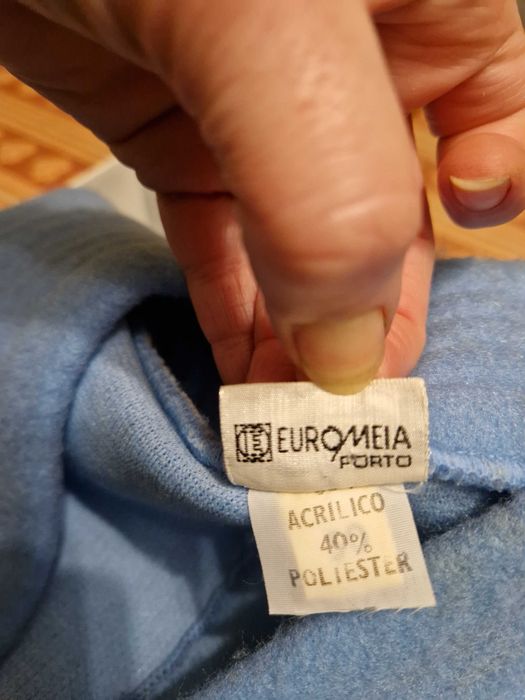 EUROMEIA
PORTO
ACRILICO
40%
POLIESTER